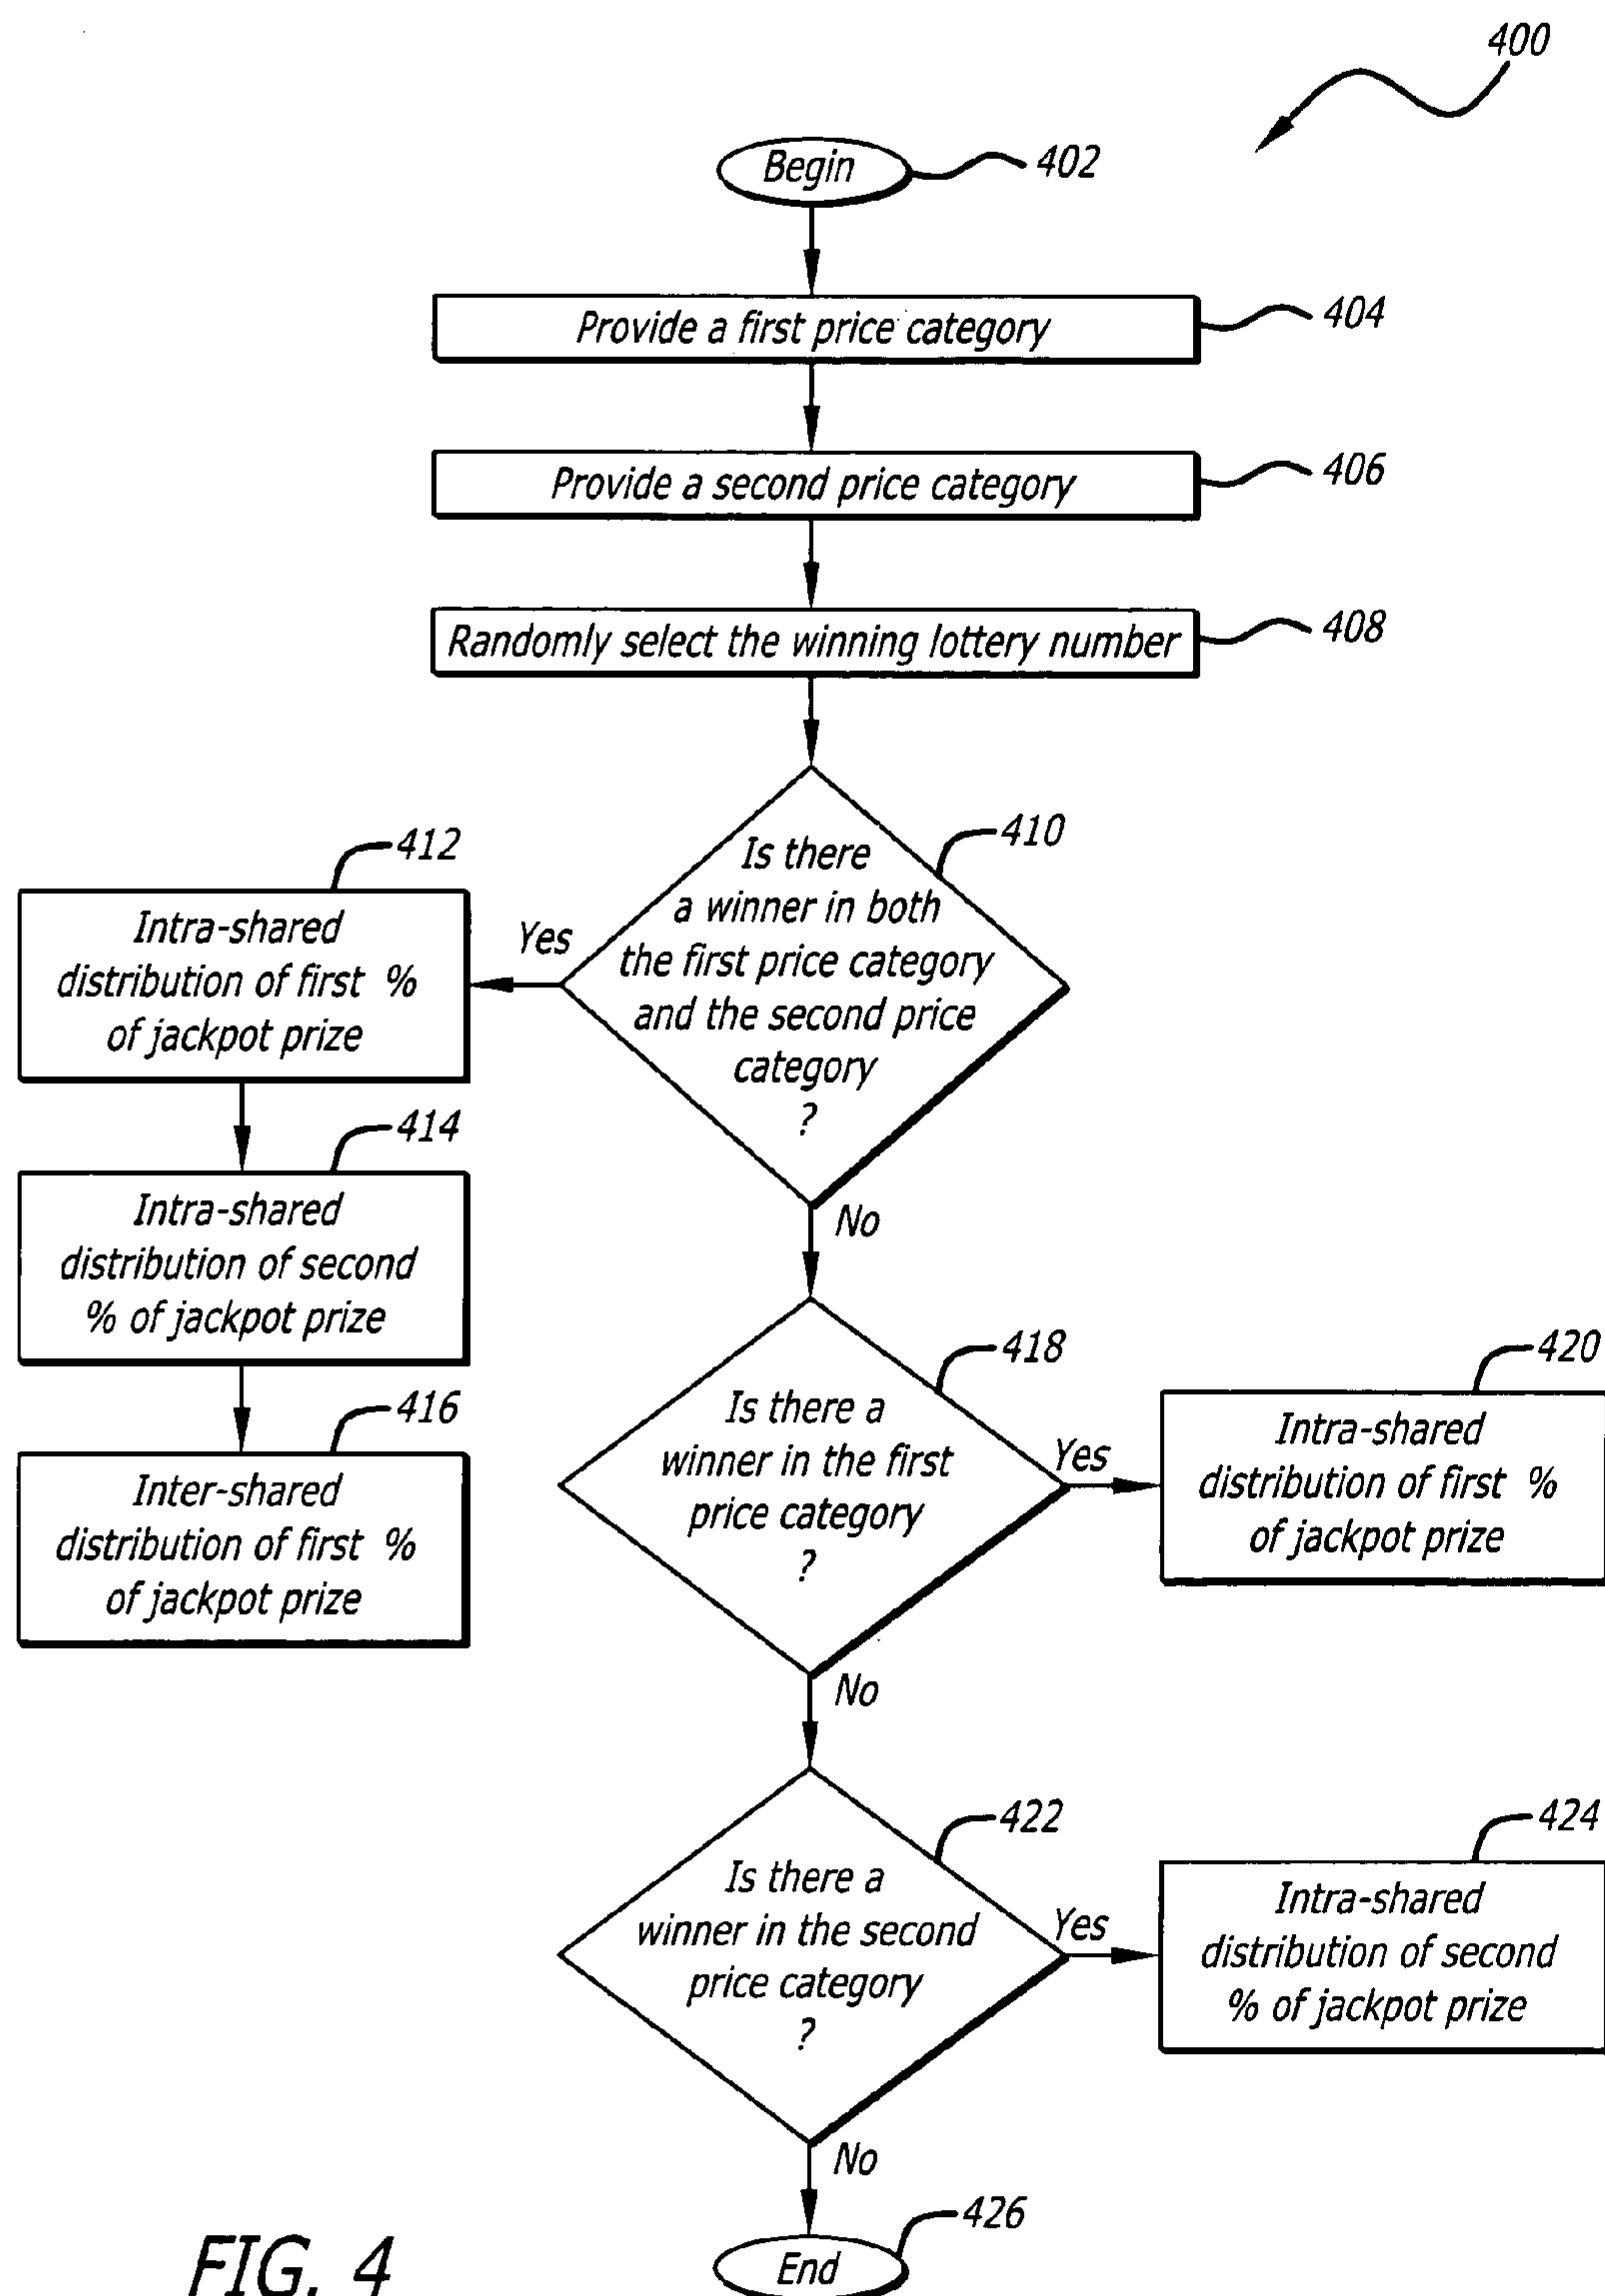 400
Begin
402
Provide a first price category
404
Provide a second price category
406
Randomly select the winning lottery number
408
Is there
a winner in both
the first price category
and the second price
category
?
410
Yes
412
Intra-shared
distribution of first %
of jackpot prize
414
Intra-shared
distribution of second
% of jackpot prize
416
Inter-shared
distribution of first %
of jackpot prize
No
418
Is there a
winner in the first
price category
?
Yes
420
Intra-shared
distribution of first %
of jackpot prize
No
422
Is there a
winner in the second
price category
?
Yes
424
Intra-shared
distribution of second
% of jackpot prize
No
426
End
FIG. 4